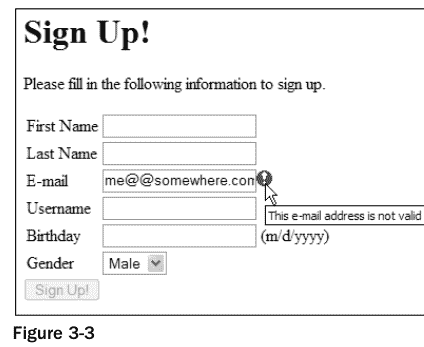 Sign Up!
Please fill in the following information to sign up.
First Name
Last Name
E-mail me@@somewhere.con
This e-mail address is not valid
Username
Birthday (m/d/yyyy)
Gender Male
Sign Up!
Figure 3-3